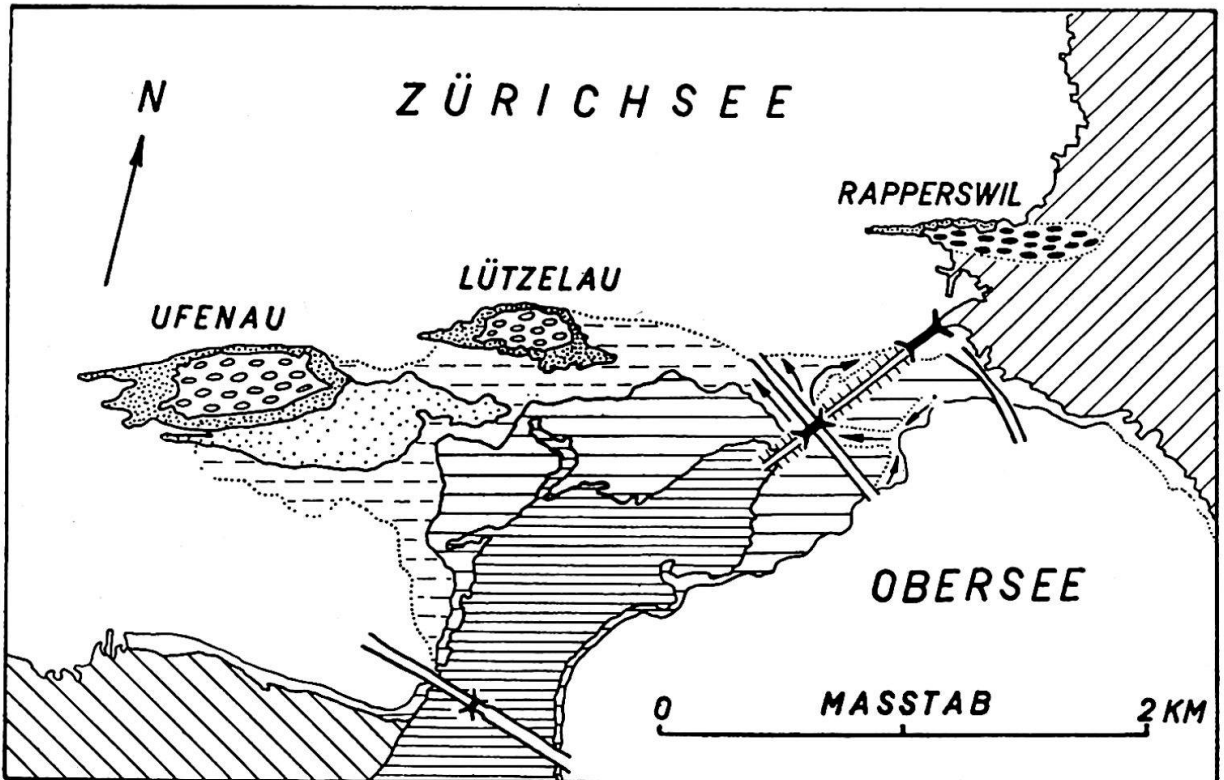 N
ZÜRICHSEE
RAPPERSWIL
LÜTZELAU
UFENAU
OBERSEE
0 MASSTAB 2 KM